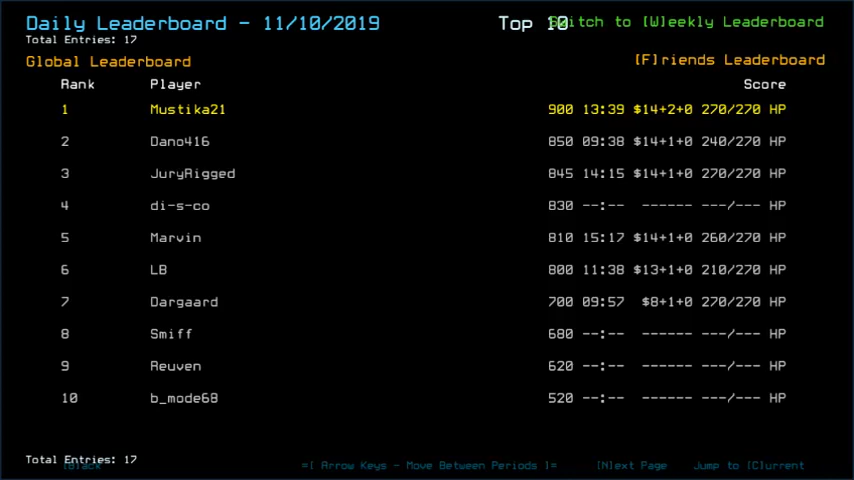 Daily Leaderboard - 11/10/2019 Top 10 Switch to [W]eekly Leaderboard
Total Entries: 17
Global Leaderboard [F]riends Leaderboard
Rank Player Score
1 Mustika21 900 13:39 $14+2+0 270/270 HP
2 Dano416 850 09:38 $14+1+0 240/240 HP
3 JuryRigged 845 14:15 $14+1+0 270/270 HP
4 di-s-co 830 --:-- ------ ---/--- HP
5 Marvin 810 15:17 $14+1+0 260/270 HP
6 LB 800 11:38 $13+1+0 210/270 HP
7 Dargaard 700 09:57 $8+1+0 270/270 HP
8 Smiff 680 --:-- ------ ---/--- HP
9 Reuven 620 --:-- ------ ---/--- HP
10 b_mode68 520 --:-- ------ ---/--- HP
Total Entries: 17
[B]ack =[ Arrow Keys - Move Between Periods ]= [N]ext Page Jump to [C]urrent